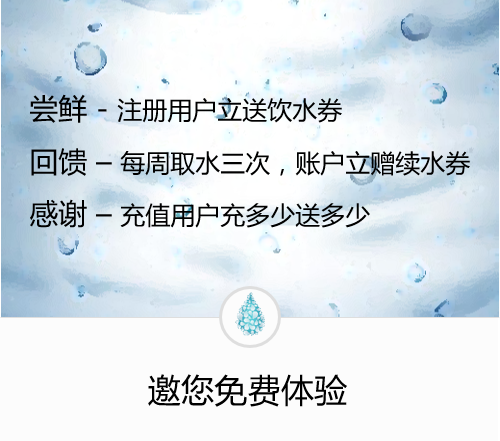 尝鲜 - 注册用户立送饮水券
回馈 – 每周取水三次，账户立赠续水券
感谢 – 充值用户充多少送多少
邀您免费体验